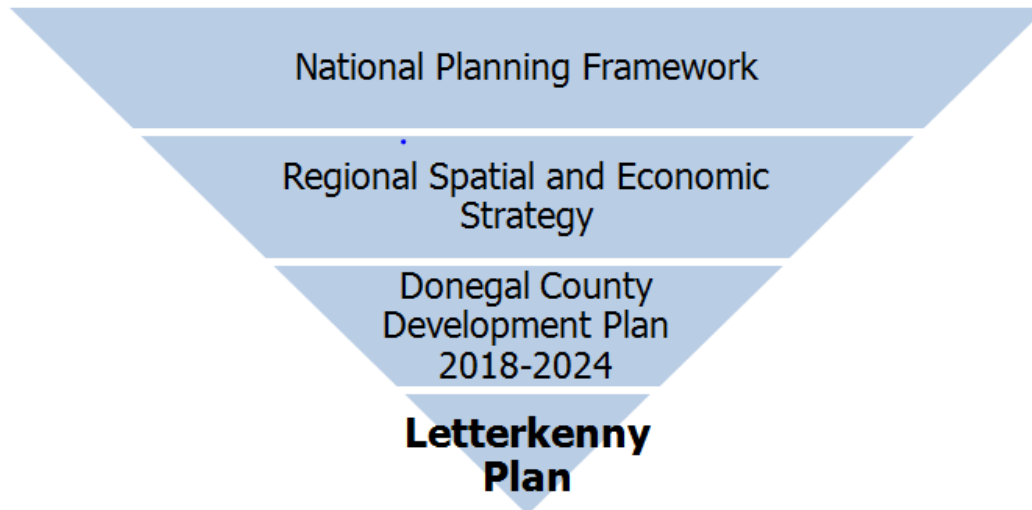 National Planning Framework
Regional Spatial and Economic
Strategy
Donegal County
Development Plan
2018-2024
Letterkenny
Plan